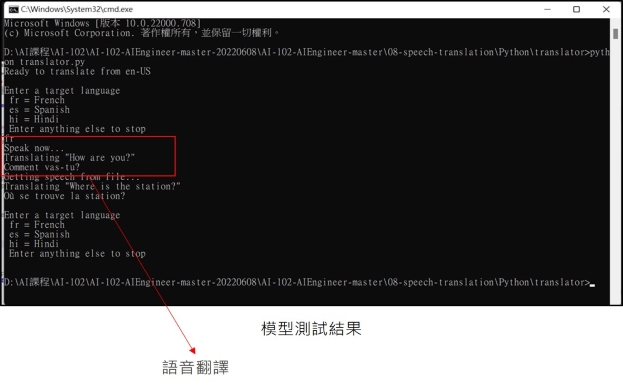 C:\Windows\System32\cmd.exe
Microsoft Windows [版本 10.0.22000.708]
(c) Microsoft Corporation. 著作權所有，並保留一切權利。
D:\AI課程\AI-102\AI-102-AIEngineer-master-20220608\AI-102-AIEngineer-master\08-speech-translation\Python\translator>pyth
on translator.py
Ready to translate from en-US
Enter a target language
fr = French
es = Spanish
hi = Hindi
Enter anything else to stop
fr
Speak now...
Translating "How are you?"
Comment vas-tu?
Getting speech from file...
Translating "Where is the station?"
Où se trouve la station?
Enter a target language
fr = French
es = Spanish
hi = Hindi
Enter anything else to stop
D:\AI課程\AI-102\AI-102-AIEngineer-master-20220608\AI-102-AIEngineer-master\08-speech-translation\Python\translator>
模型測試結果
語音翻譯